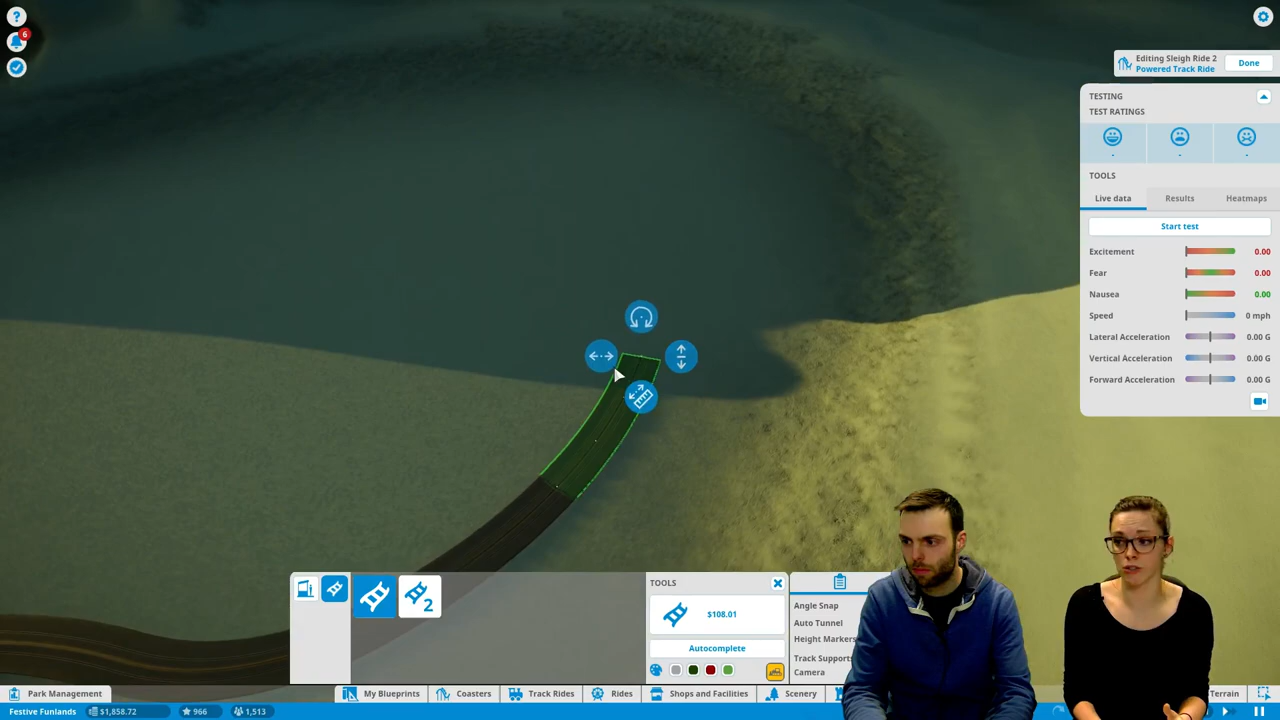 ?
6
Editing Sleigh Ride 2
Powered Track Ride
Done
TESTING
TEST RATINGS
- - -
TOOLS
Live data Results Heatmaps
Start test
Excitement 0.00
Fear 0.00
Nausea 0.00
Speed 0 mph
Lateral Acceleration 0.00 G
Vertical Acceleration 0.00 G
Forward Acceleration 0.00 G
2
TOOLS
$108.01
Autocomplete
Angle Snap
Auto Tunnel
Height Markers
Track Supports
Camera
Park Management
My Blueprints
Coasters
Track Rides
Rides
Shops and Facilities
Scenery
Terrain
Festive Funlands
$1,858.72
966
1,513